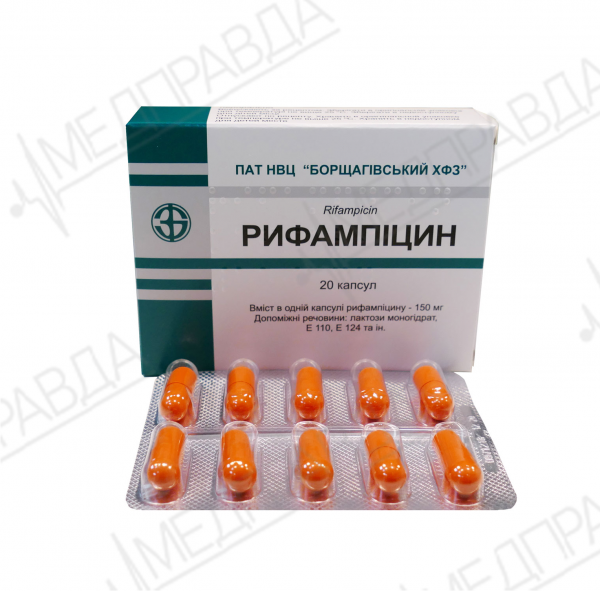 ПАТ НВЦ “БОРЩАГІВСЬКИЙ ХФЗ”
Rifampicin
РИФАМПІЦИН
20 капсул
Вміст в одній капсулі рифампіцину - 150 мг
Допоміжні речовини: лактози моногідрат,
Е 110, Е 124 та ін.
МЕДПРАВДА
МЕДПРАВДА
МЕДПРАВДА